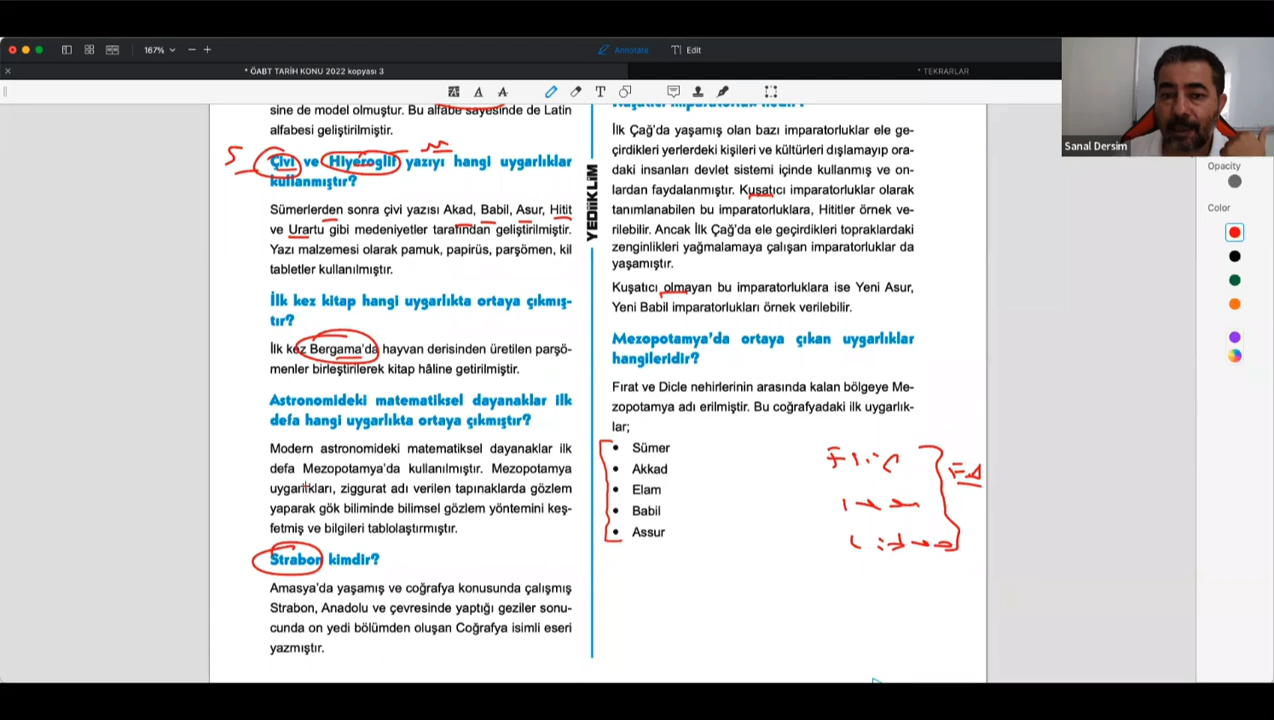 167%
Annotate
Edit
* ÖABT TARİH KONU 2022 kopyası 3
* TEKRARLAR
Sanal Dersim
Opacity
Color
sine de model olmuştur. Bu alfabe sayesinde de Latin
alfabesi geliştirilmiştir.
S
Çivi ve Hiyeroglif yazıyı hangi uygarlıklar
kullanmıştır?
Sümerlerden sonra çivi yazısı Akad, Babil, Asur, Hitit
ve Urartu gibi medeniyetler tarafından geliştirilmiştir.
Yazı malzemesi olarak pamuk, papirüs, parşömen, kil
tabletler kullanılmıştır.
İlk kez kitap hangi uygarlıkta ortaya çıkmış-
tır?
İlk kez Bergama'da hayvan derisinden üretilen parşö-
menler birleştirilerek kitap hâline getirilmiştir.
Astronomideki matematiksel dayanaklar ilk
defa hangi uygarlıkta ortaya çıkmıştır?
Modern astronomideki matematiksel dayanaklar ilk
defa Mezopotamya'da kullanılmıştır. Mezopotamya
uygarlıkları, ziggurat adı verilen tapınaklarda gözlem
yaparak gök biliminde bilimsel gözlem yöntemini keş-
fetmiş ve bilgileri tablolaştırmıştır.
Strabon kimdir?
Amasya'da yaşamış ve coğrafya konusunda çalışmış
Strabon, Anadolu ve çevresinde yaptığı geziler sonu-
cunda on yedi bölümden oluşan Coğrafya isimli eseri
yazmıştır.
YEDİİKLİM
Kuşatıcı imparatorluk nedir?
İlk Çağ'da yaşamış olan bazı imparatorluklar ele ge-
çirdikleri yerlerdeki kişileri ve kültürleri dışlamayıp ora-
daki insanları devlet sistemi içinde kullanmış ve on-
lardan faydalanmıştır. Kuşatıcı imparatorluklar olarak
tanımlanabilen bu imparatorluklara, Hititler örnek ve-
rilebilir. Ancak İlk Çağ'da ele geçirdikleri topraklardaki
zenginlikleri yağmalamaya çalışan imparatorluklar da
yaşamıştır.
Kuşatıcı olmayan bu imparatorluklara ise Yeni Asur,
Yeni Babil imparatorlukları örnek verilebilir.
Mezopotamya'da ortaya çıkan uygarlıklar
hangileridir?
Fırat ve Dicle nehirlerinin arasında kalan bölgeye Me-
zopotamya adı erilmiştir. Bu coğrafyadaki ilk uygarlık-
lar;
• Sümer
• Akkad
• Elam
• Babil
• Assur